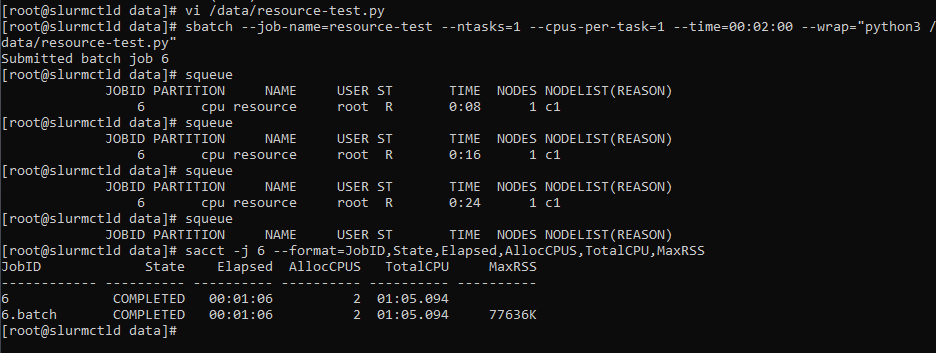 [root@slurmctld data]# vi /data/resource-test.py
[root@slurmctld data]# sbatch --job-name=resource-test --ntasks=1 --cpus-per-task=1 --time=00:02:00 --wrap="python3 /
data/resource-test.py"
Submitted batch job 6
[root@slurmctld data]# squeue
             JOBID PARTITION     NAME     USER ST       TIME  NODES NODELIST(REASON)
                 6       cpu resource     root  R       0:08      1 c1
[root@slurmctld data]# squeue
             JOBID PARTITION     NAME     USER ST       TIME  NODES NODELIST(REASON)
                 6       cpu resource     root  R       0:16      1 c1
[root@slurmctld data]# squeue
             JOBID PARTITION     NAME     USER ST       TIME  NODES NODELIST(REASON)
                 6       cpu resource     root  R       0:24      1 c1
[root@slurmctld data]# squeue
             JOBID PARTITION     NAME     USER ST       TIME  NODES NODELIST(REASON)
[root@slurmctld data]# sacct -j 6 --format=JobID,State,Elapsed,AllocCPUS,TotalCPU,MaxRSS
JobID             State    Elapsed  AllocCPUS   TotalCPU     MaxRSS
------------ ---------- ---------- ---------- ---------- ----------
6             COMPLETED   00:01:06          2  01:05.094
6.batch       COMPLETED   00:01:06          2  01:05.094     77636K
[root@slurmctld data]#